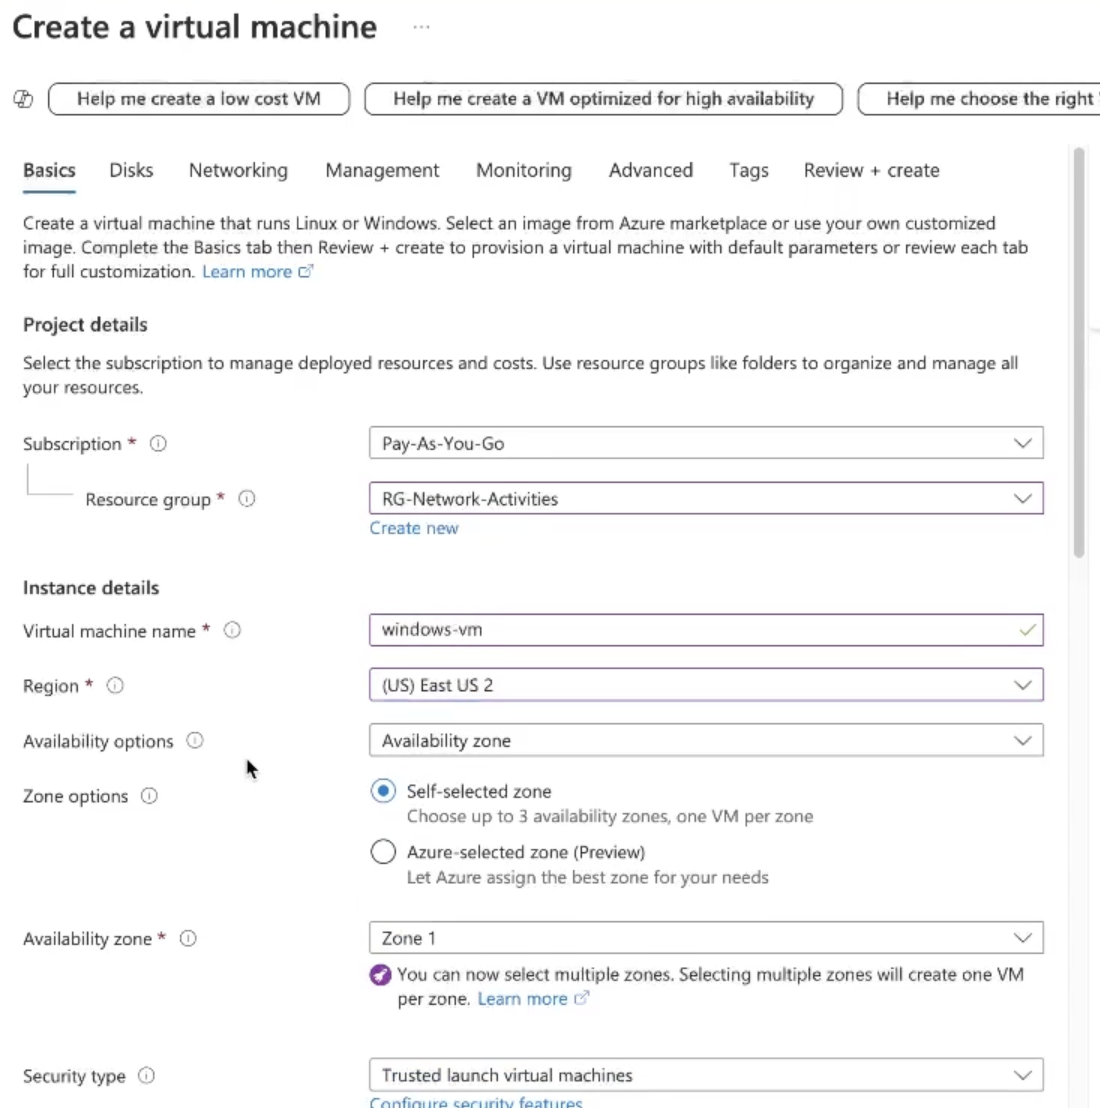 Create a virtual machine ...
Help me create a low cost VM
Help me create a VM optimized for high availability
Help me choose the right
Basics Disks Networking Management Monitoring Advanced Tags Review + create
Create a virtual machine that runs Linux or Windows. Select an image from Azure marketplace or use your own customized
image. Complete the Basics tab then Review + create to provision a virtual machine with default parameters or review each tab
for full customization. Learn more
Project details
Select the subscription to manage deployed resources and costs. Use resource groups like folders to organize and manage all
your resources.
Subscription * Pay-As-You-Go
Resource group * RG-Network-Activities
Create new
Instance details
Virtual machine name * windows-vm
Region * (US) East US 2
Availability options Availability zone
Zone options Self-selected zone
Choose up to 3 availability zones, one VM per zone
Azure-selected zone (Preview)
Let Azure assign the best zone for your needs
Availability zone * Zone 1
You can now select multiple zones. Selecting multiple zones will create one VM
per zone. Learn more
Security type Trusted launch virtual machines
Configure security features